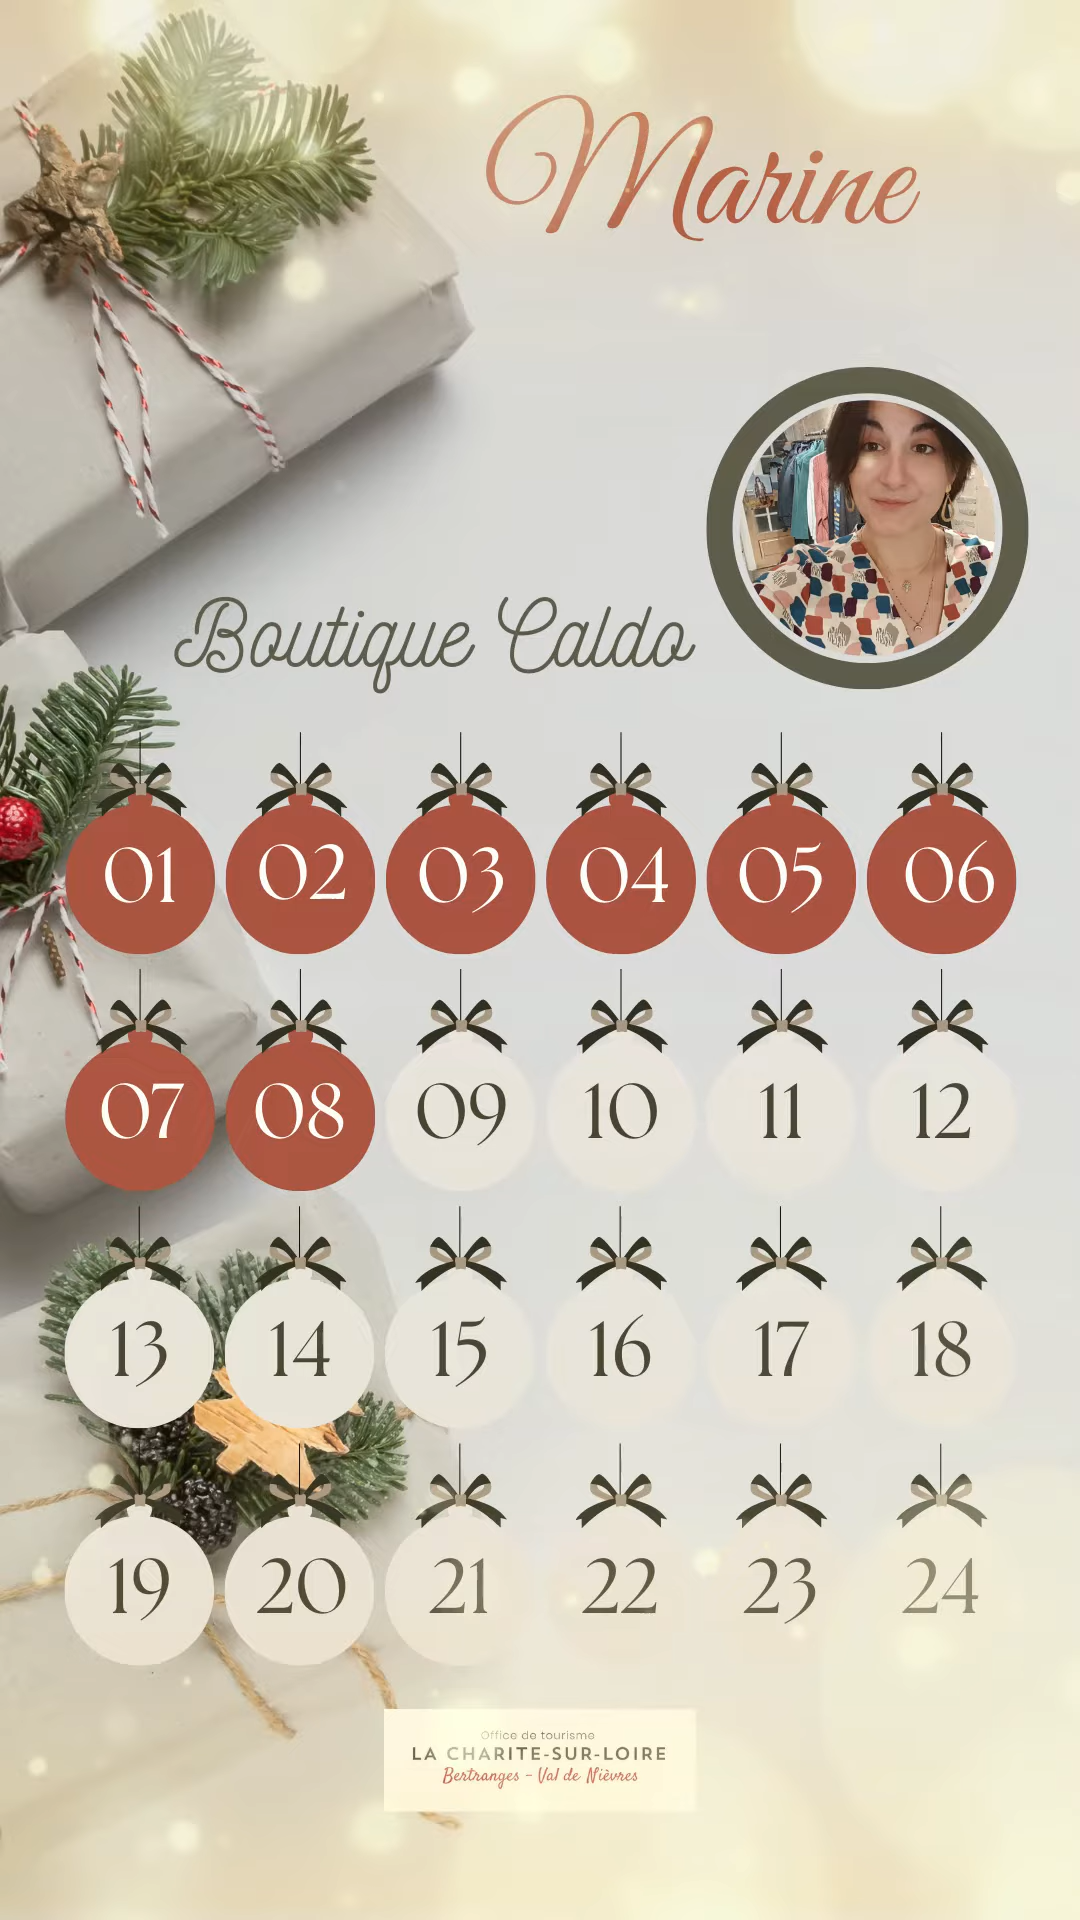 Marine
Boutique Caldo
01 02 03 04 05 06
07 08 09 10 11 12
13 14 15 16 17 18
19 20 21 22 23 24
Office de tourisme
LA CHARITE-SUR-LOIRE
Bertranges - Val de Nièvres